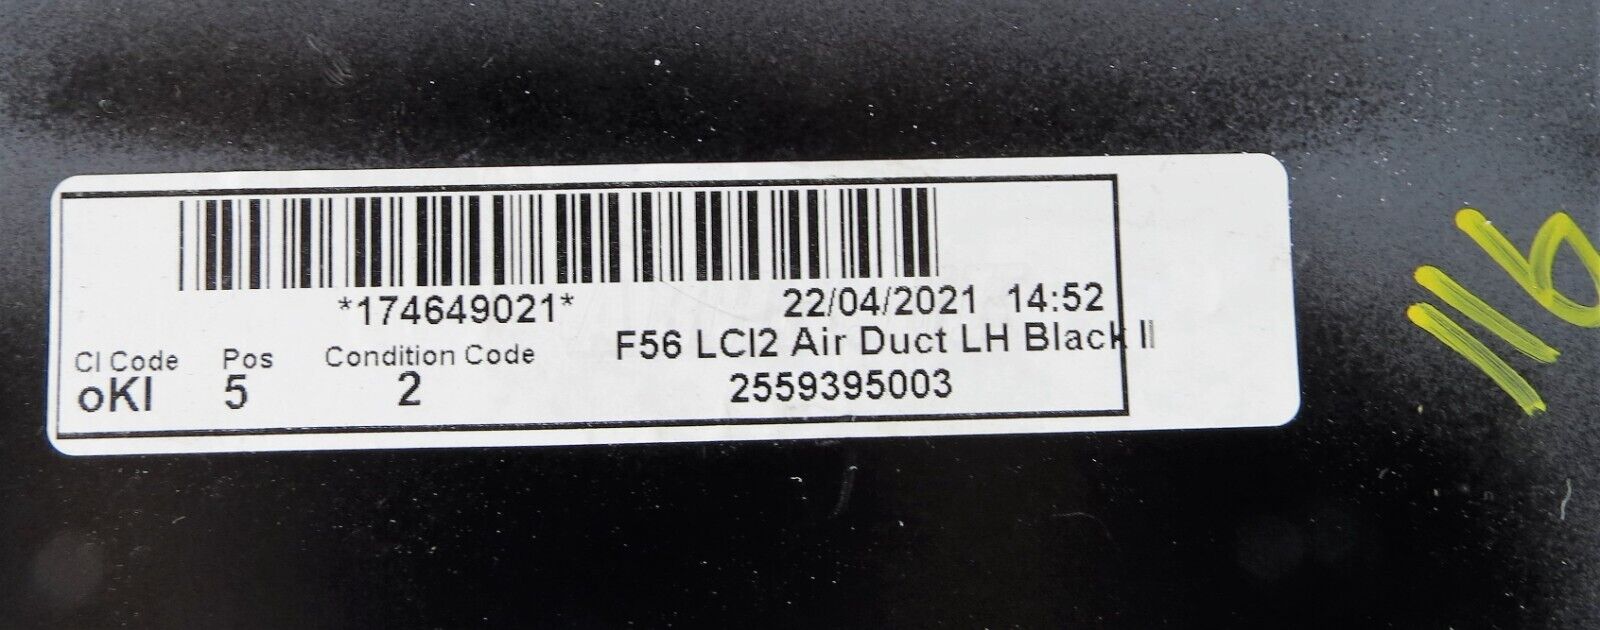 *174649021*
22/04/2021 14:52
F56 LCI2 Air Duct LH Black II
CI Code Pos Condition Code
oKI 5 2
2559395003
116